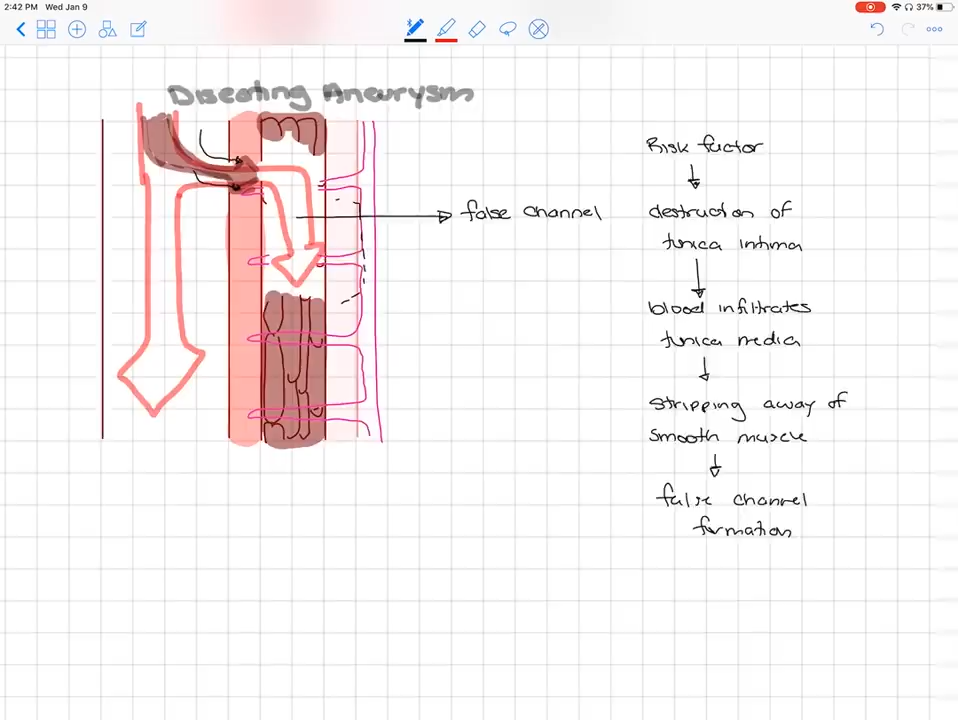 2:42 PM Wed Jan 9
37%
Disecting Aneurysm
false channel
Risk factor
destruction of
tunica intima
blood infiltrates
tunica media
stripping away of
smooth muscle
false channel
formation